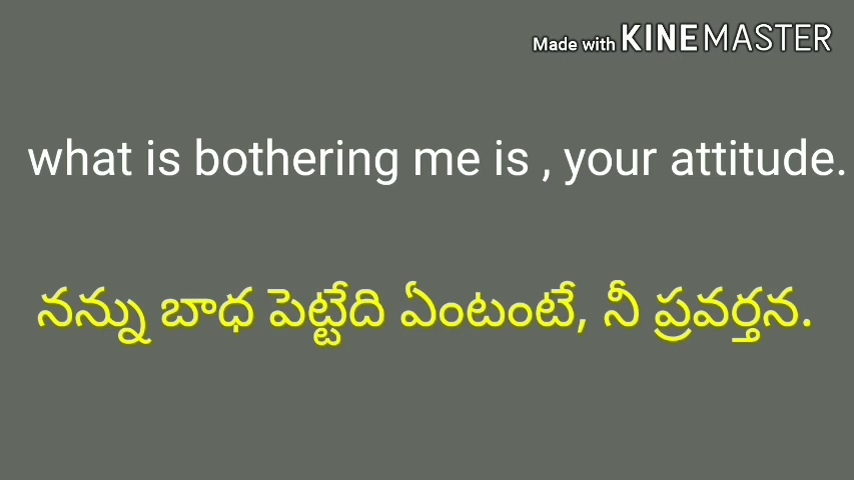 Made with KINEMASTER
what is bothering me is , your attitude.
నన్ను బాధ పెట్టేది ఏంటంటే, నీ ప్రవర్తన.